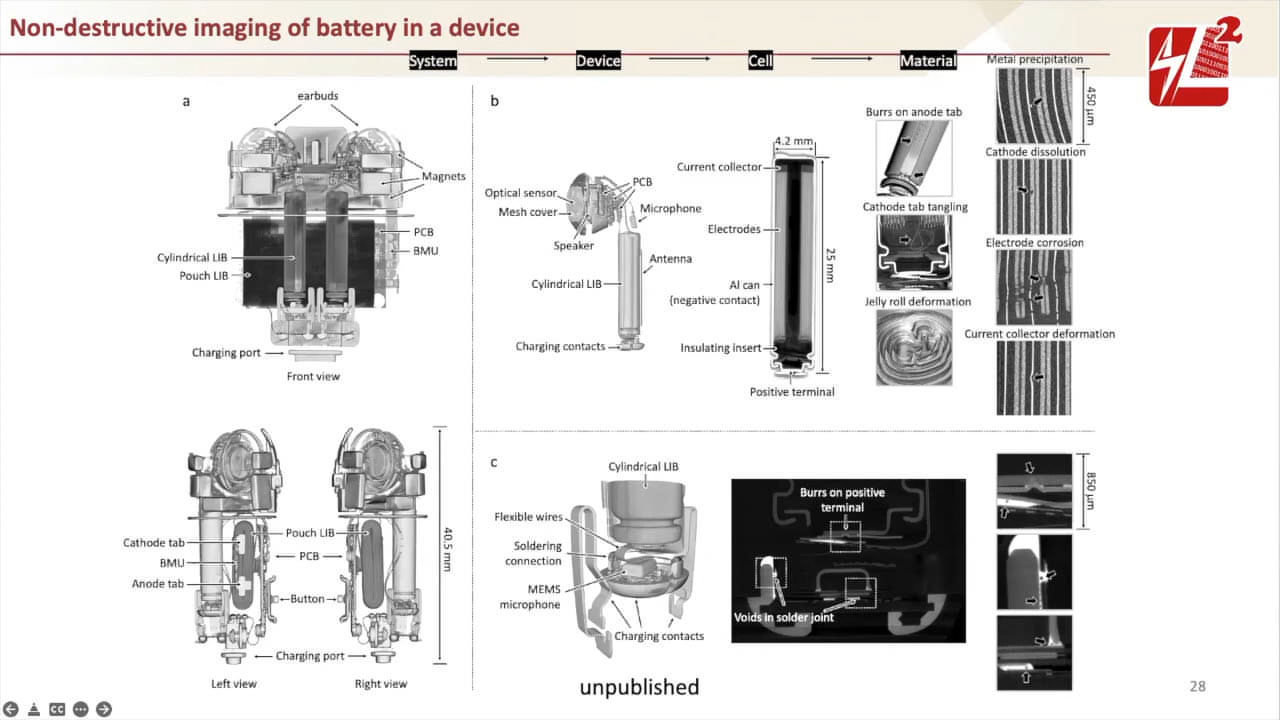 Non-destructive imaging of battery in a device
System
Device
Cell
Material
a
earbuds
Magnets
PCB
BMU
Cylindrical LIB
Pouch LIB
Charging port
Front view
Cathode tab
BMU
Anode tab
Pouch LIB
PCB
Button
Charging port
40.5 mm
Left view
Right view
b
Optical sensor
Mesh cover
Speaker
PCB
Microphone
Antenna
Cylindrical LIB
Charging contacts
4.2 mm
Current collector
Electrodes
Al can
(negative contact)
Insulating insert
Positive terminal
25 mm
Burrs on anode tab
Cathode tab tangling
Jelly roll deformation
Metal precipitation
450 µm
Cathode dissolution
Electrode corrosion
Current collector deformation
c
Cylindrical LIB
Flexible wires
Soldering
connection
MEMS
microphone
Charging contacts
Burrs on positive
terminal
Voids in solder joint
850 µm
unpublished
28
L2
CC